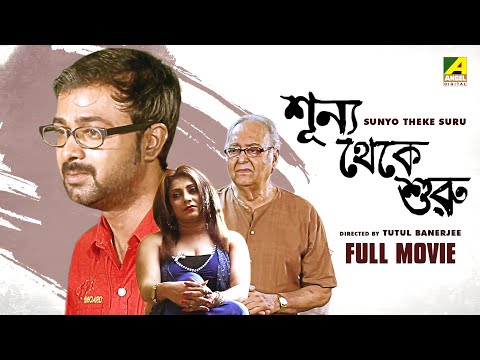 ANGEL
DIGITAL
শূন্য
SUNYO THEKE SURU
থেকে
শুরু
DIRECTED BY TUTUL BANERJEE
FULL MOVIE